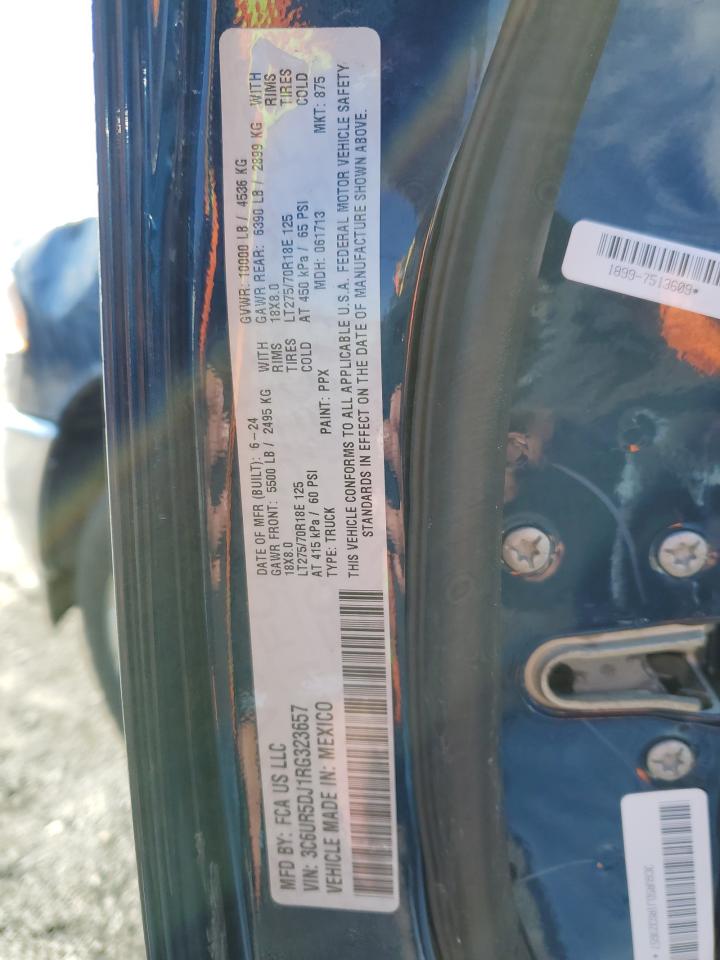 MFD BY: FCA US LLC
VIN: 3C6UR5DJ1RG323657
VEHICLE MADE IN: MEXICO
DATE OF MFR (BUILT): 6-24
GAWR FRONT: 5500 LB / 2495 KG WITH
18X8.0 RIMS
LT275/70R18E 125 TIRES
AT 415 kPa / 60 PSI COLD
TYPE: TRUCK PAINT: PPX
GVWR: 10000 LB / 4536 KG
GAWR REAR: 6390 LB / 2899 KG WITH
18X8.0 RIMS
LT275/70R18E 125 TIRES
AT 450 kPa / 65 PSI COLD
MDH: 061713 MKT: 875
THIS VEHICLE CONFORMS TO ALL APPLICABLE U.S.A. FEDERAL MOTOR VEHICLE SAFETY
STANDARDS IN EFFECT ON THE DATE OF MANUFACTURE SHOWN ABOVE.
1899-7513609*